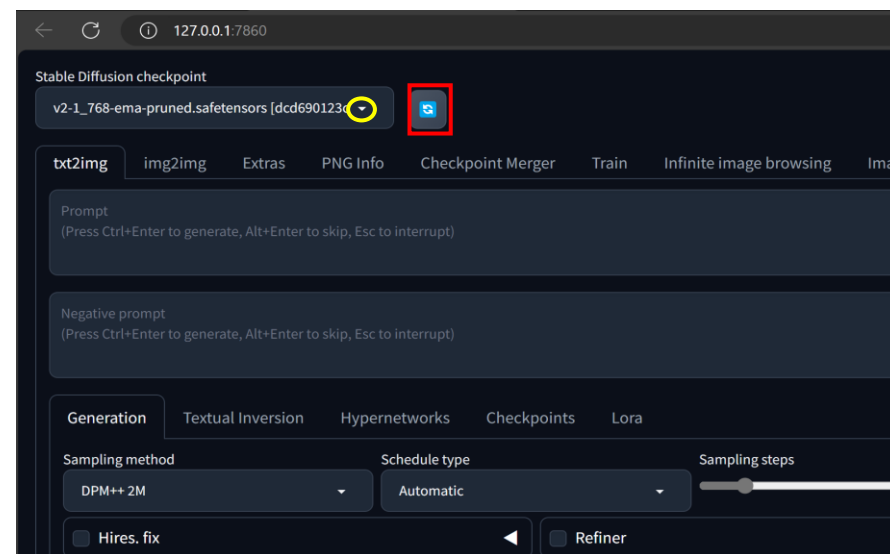 127.0.0.1:7860
Stable Diffusion checkpoint
v2-1_768-ema-pruned.safetensors [dcd690123
txt2img img2img Extras PNG Info Checkpoint Merger Train Infinite image browsing
Prompt
(Press Ctrl+Enter to generate, Alt+Enter to skip, Esc to interrupt)
Negative prompt
(Press Ctrl+Enter to generate, Alt+Enter to skip, Esc to interrupt)
Generation Textual Inversion Hypernetworks Checkpoints Lora
Sampling method Schedule type Sampling steps
DPM++ 2M Automatic
Hires. fix Refiner